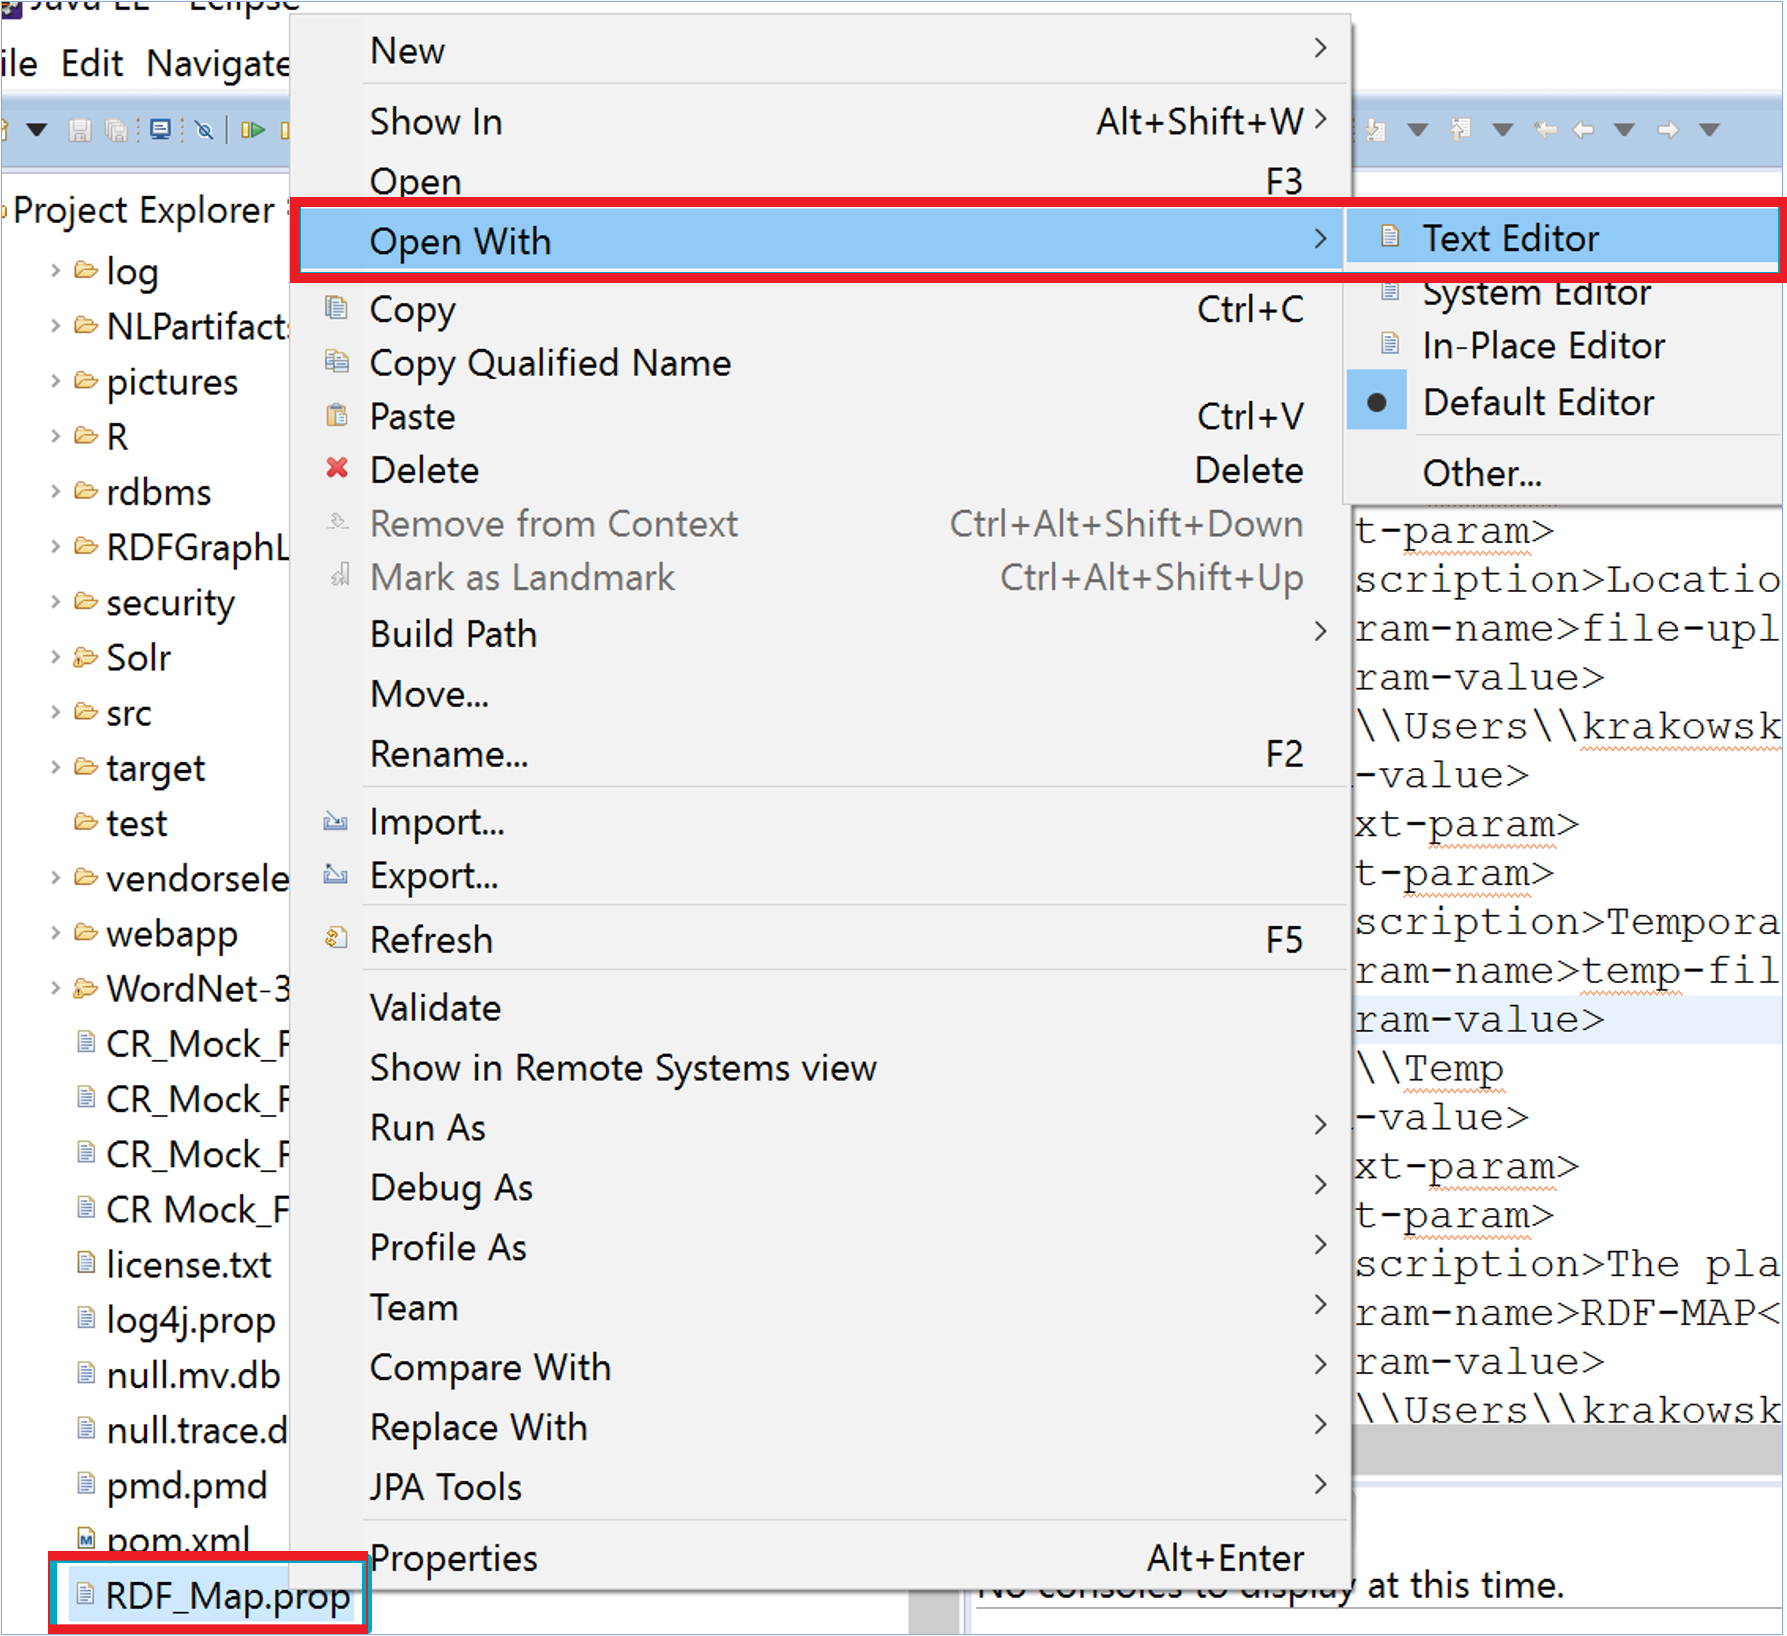 Java EE - Eclipse
ile Edit Navigate
Project Explorer
log
NLPartifacts
pictures
R
rdbms
RDFGraphL
security
Solr
src
target
test
vendorsele
webapp
WordNet-3
CR_Mock_F
CR_Mock_F
CR_Mock_F
CR Mock_F
license.txt
log4j.prop
null.mv.db
null.trace.d
pmd.pmd
pom.xml
RDF_Map.prop
New
Show In Alt+Shift+W
Open F3
Open With
Copy Ctrl+C
Copy Qualified Name
Paste Ctrl+V
Delete Delete
Remove from Context Ctrl+Alt+Shift+Down
Mark as Landmark Ctrl+Alt+Shift+Up
Build Path
Move...
Rename... F2
Import...
Export...
Refresh F5
Validate
Show in Remote Systems view
Run As
Debug As
Profile As
Team
Compare With
Replace With
JPA Tools
Properties Alt+Enter
Text Editor
System Editor
In-Place Editor
Default Editor
Other...
t-param>
scription>Locatio
ram-name>file-upl
ram-value>
\\Users\\krakowsk
-value>
xt-param>
t-param>
scription>Tempora
ram-name>temp-fil
ram-value>
\\Temp
-value>
xt-param>
t-param>
scription>The pla
ram-name>RDF-MAP<
ram-value>
\\Users\\krakowsk
No consoles to display at this time.